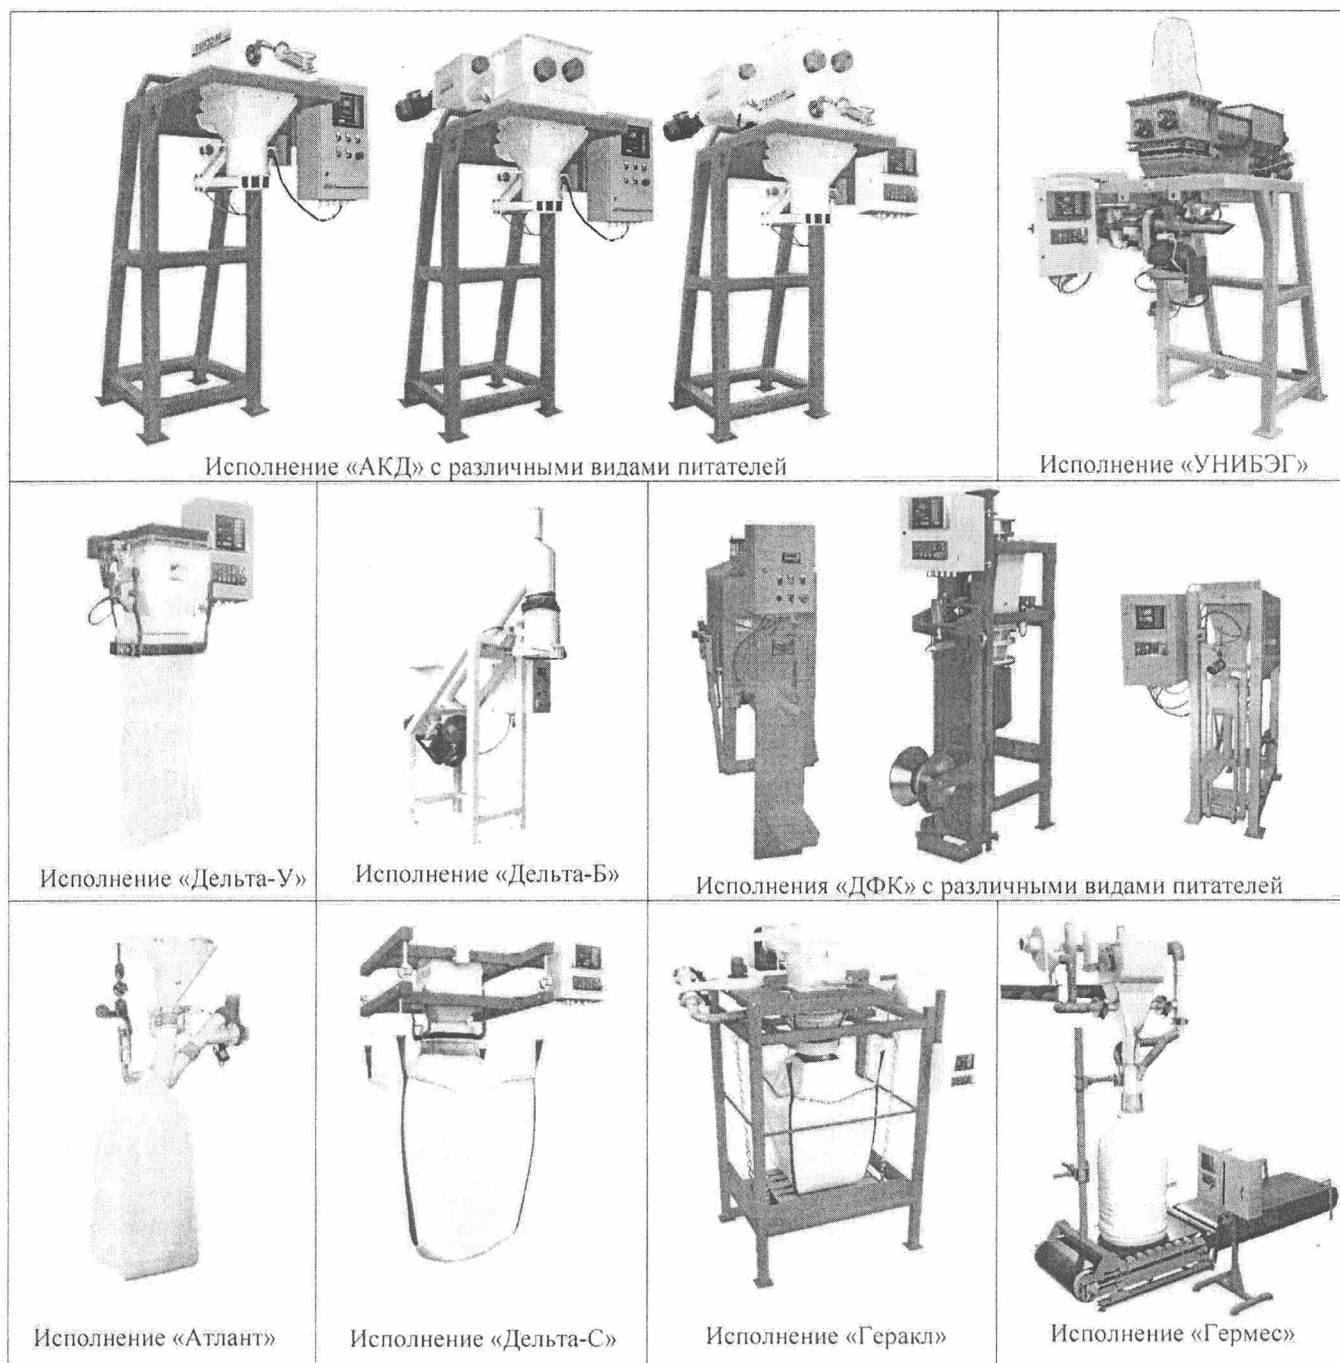 Исполнение «АКД» с различными видами питателей
Исполнение «УНИБЭГ»
Исполнение «Дельта-У»
Исполнение «Дельта-Б»
Исполнения «ДФК» с различными видами питателей
Исполнение «Атлант»
Исполнение «Дельта-С»
Исполнение «Геракл»
Исполнение «Гермес»